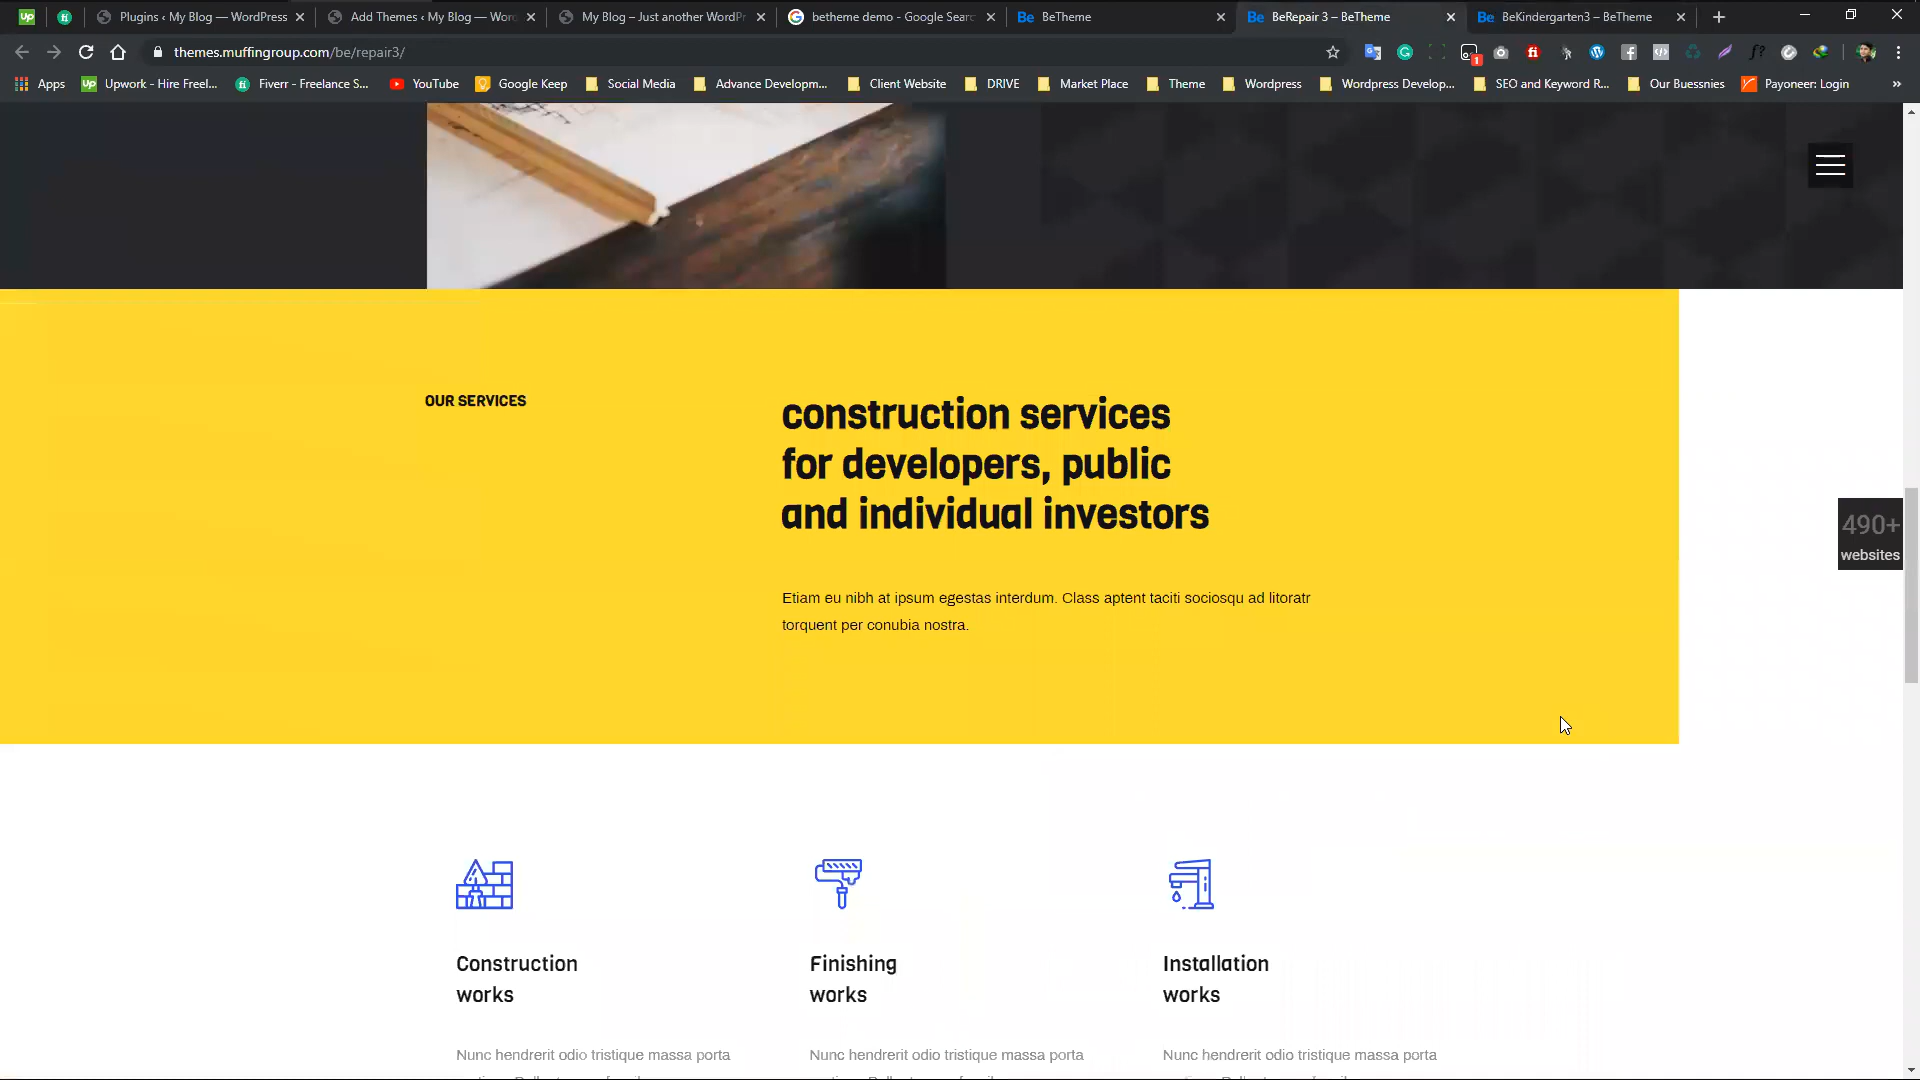 Plugins ‹ My Blog — WordPress
Add Themes ‹ My Blog — Wor
My Blog – Just another WordPr
betheme demo - Google Sear
BeTheme
BeRepair 3 – BeTheme
BeKindergarten3 – BeTheme
themes.muffingroup.com/be/repair3/
Apps
Upwork - Hire Freel...
Fiverr - Freelance S...
YouTube
Google Keep
Social Media
Advance Developm...
Client Website
DRIVE
Market Place
Theme
Wordpress
Wordpress Develop...
SEO and Keyword R...
Our Buessnies
Payoneer: Login
OUR SERVICES
construction services
for developers, public
and individual investors
490+
websites
Etiam eu nibh at ipsum egestas interdum. Class aptent taciti sociosqu ad litoratr
torquent per conubia nostra.
Construction
works
Finishing
works
Installation
works
Nunc hendrerit odio tristique massa porta
Nunc hendrerit odio tristique massa porta
Nunc hendrerit odio tristique massa porta